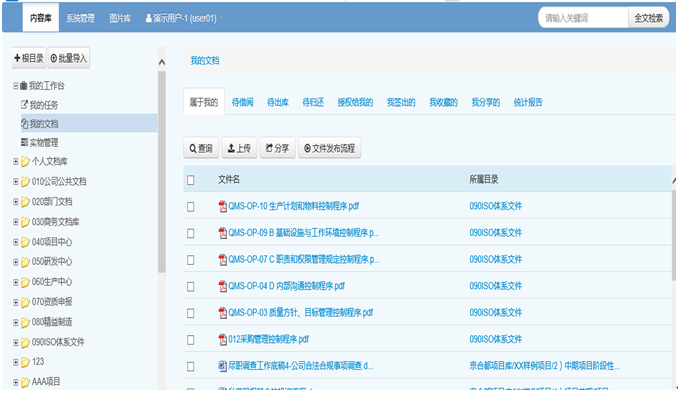 内容库 系统管理 图片库 演示用户-1 (user01) 请输入关键词 全文检索
根目录 批量导入
我的工作台
我的任务
我的文档
实物管理
个人文档库
010公司公共文档
020部门文档
030商务文档库
040项目中心
050研发中心
060生产中心
070资质申报
080精益制造
090ISO体系文件
123
AAA项目
我的文档
属于我的 待借阅 待出库 待归还 授权给我的 我签出的 我收藏的 我分享的 统计报告
查询 上传 分享 文件发布流程
文件名 所属目录
QMS-OP-10 生产计划和物料控制程序.pdf 090ISO体系文件
QMS-OP-09 B 基础设施与工作环境控制程序.p... 090ISO体系文件
QMS-OP-07 C 职责和权限管理规定控制程序.p... 090ISO体系文件
QMS-OP-04 D 内部沟通控制程序.pdf 090ISO体系文件
QMS-OP-03 质量方针、目标管理控制程序.pdf 090ISO体系文件
012采购管理控制程序.pdf 090ISO体系文件
尽职调查工作底稿4-公司合法合规事项调查.d... 京合都项目库/XX样例项目/2）中期项目阶段性...